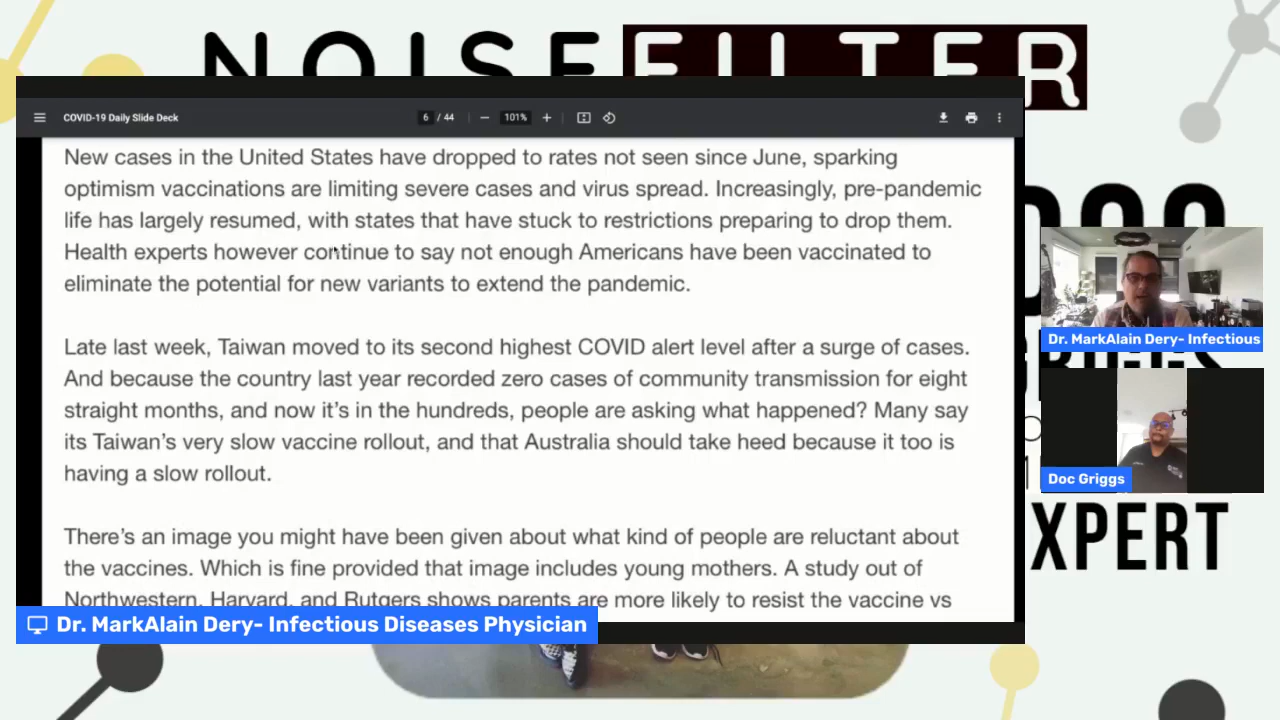 NOISEFILTER
COVID-19 Daily Slide Deck
6 / 44
101%
New cases in the United States have dropped to rates not seen since June, sparking
optimism vaccinations are limiting severe cases and virus spread. Increasingly, pre-pandemic
life has largely resumed, with states that have stuck to restrictions preparing to drop them.
Health experts however continue to say not enough Americans have been vaccinated to
eliminate the potential for new variants to extend the pandemic.
Late last week, Taiwan moved to its second highest COVID alert level after a surge of cases.
And because the country last year recorded zero cases of community transmission for eight
straight months, and now it's in the hundreds, people are asking what happened? Many say
its Taiwan's very slow vaccine rollout, and that Australia should take heed because it too is
having a slow rollout.
There's an image you might have been given about what kind of people are reluctant about
the vaccines. Which is fine provided that image includes young mothers. A study out of
Northwestern, Harvard, and Rutgers shows parents are more likely to resist the vaccine vs
Dr. MarkAlain Dery- Infectious Diseases Physician
Dr. MarkAlain Dery- Infectious
Doc Griggs
XPERT